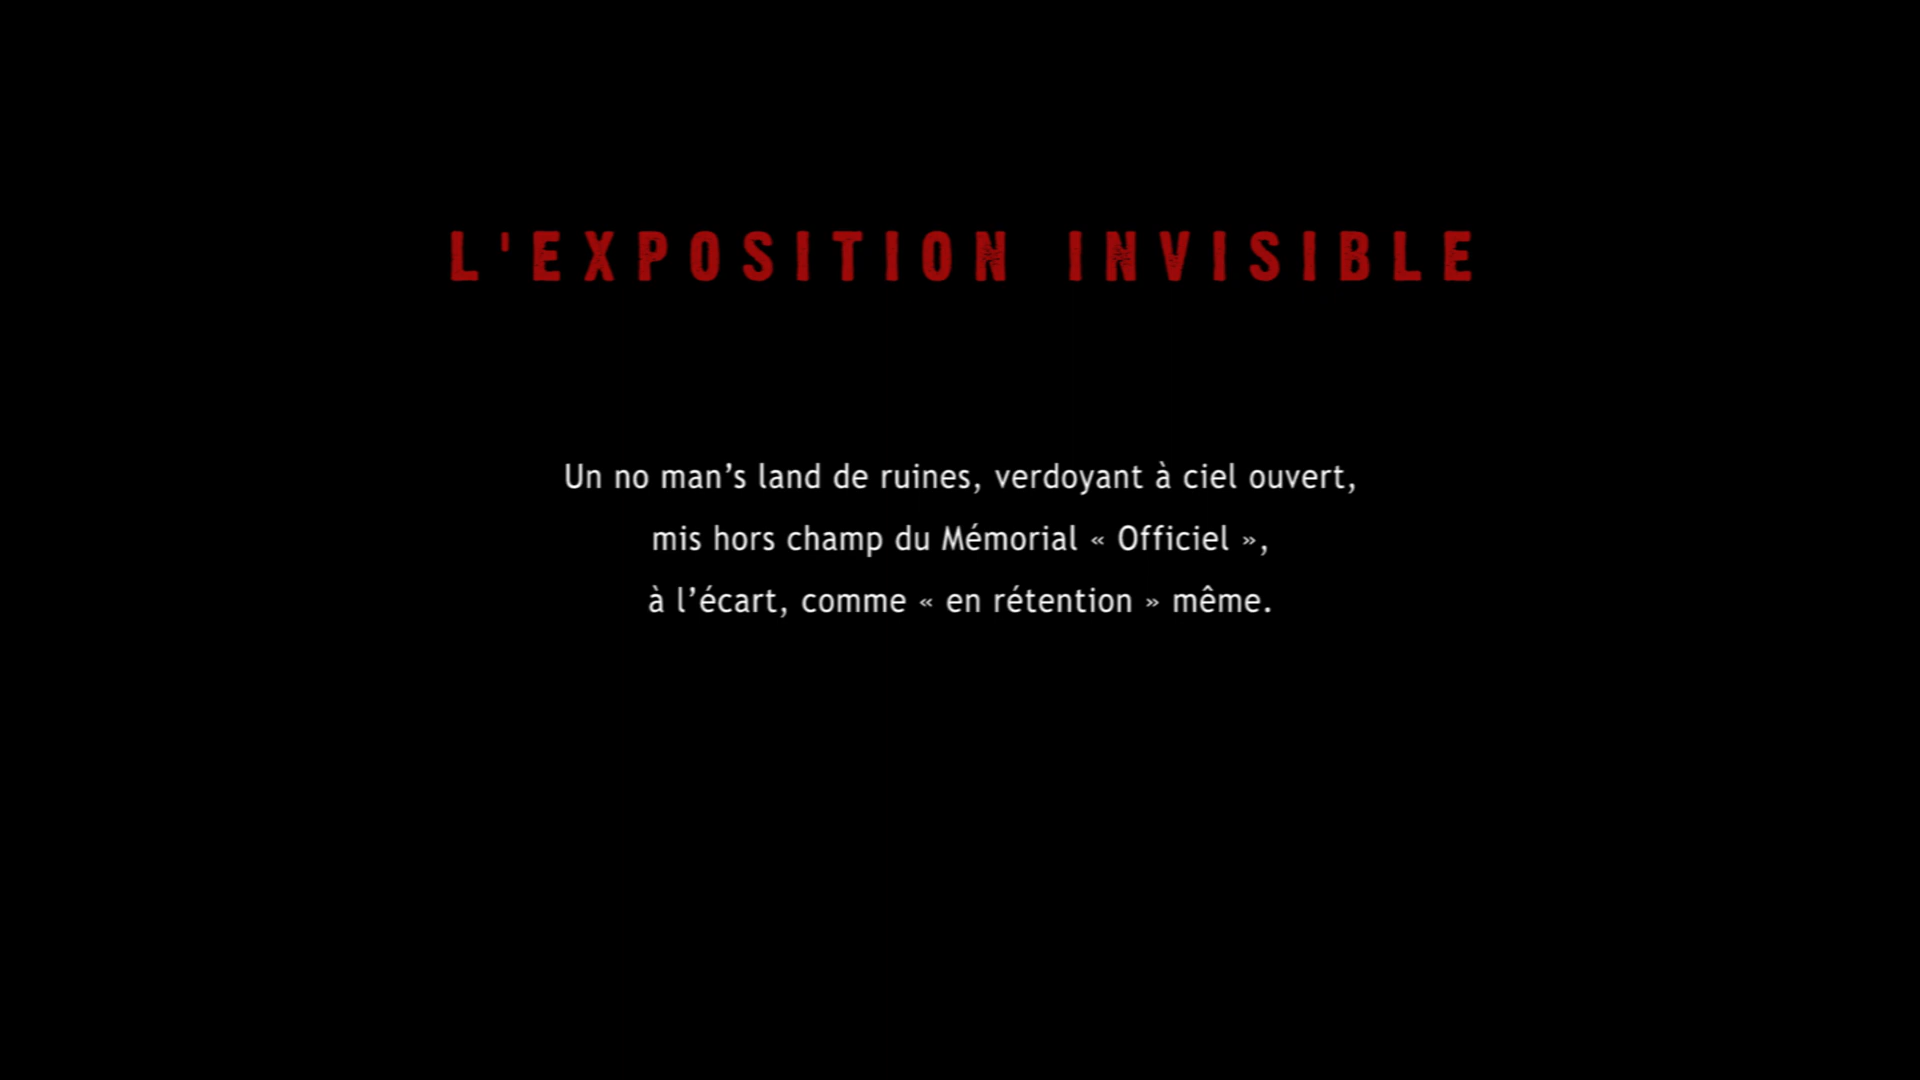 L'EXPOSITION INVISIBLE
Un no man’s land de ruines, verdoyant à ciel ouvert,
mis hors champ du Mémorial « Officiel »,
à l’écart, comme « en rétention » même.